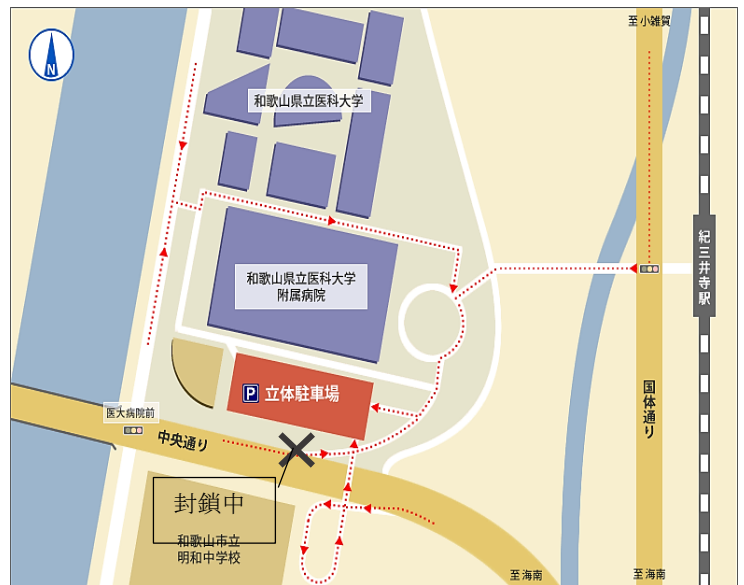 至小雑賀
N
和歌山県立医科大学
和歌山県立医科大学
附属病院
紀三井寺駅
P 立体駐車場
国体通り
医大病院前
中央通り
封鎖中
和歌山市立
明和中学校
至海南
至海南